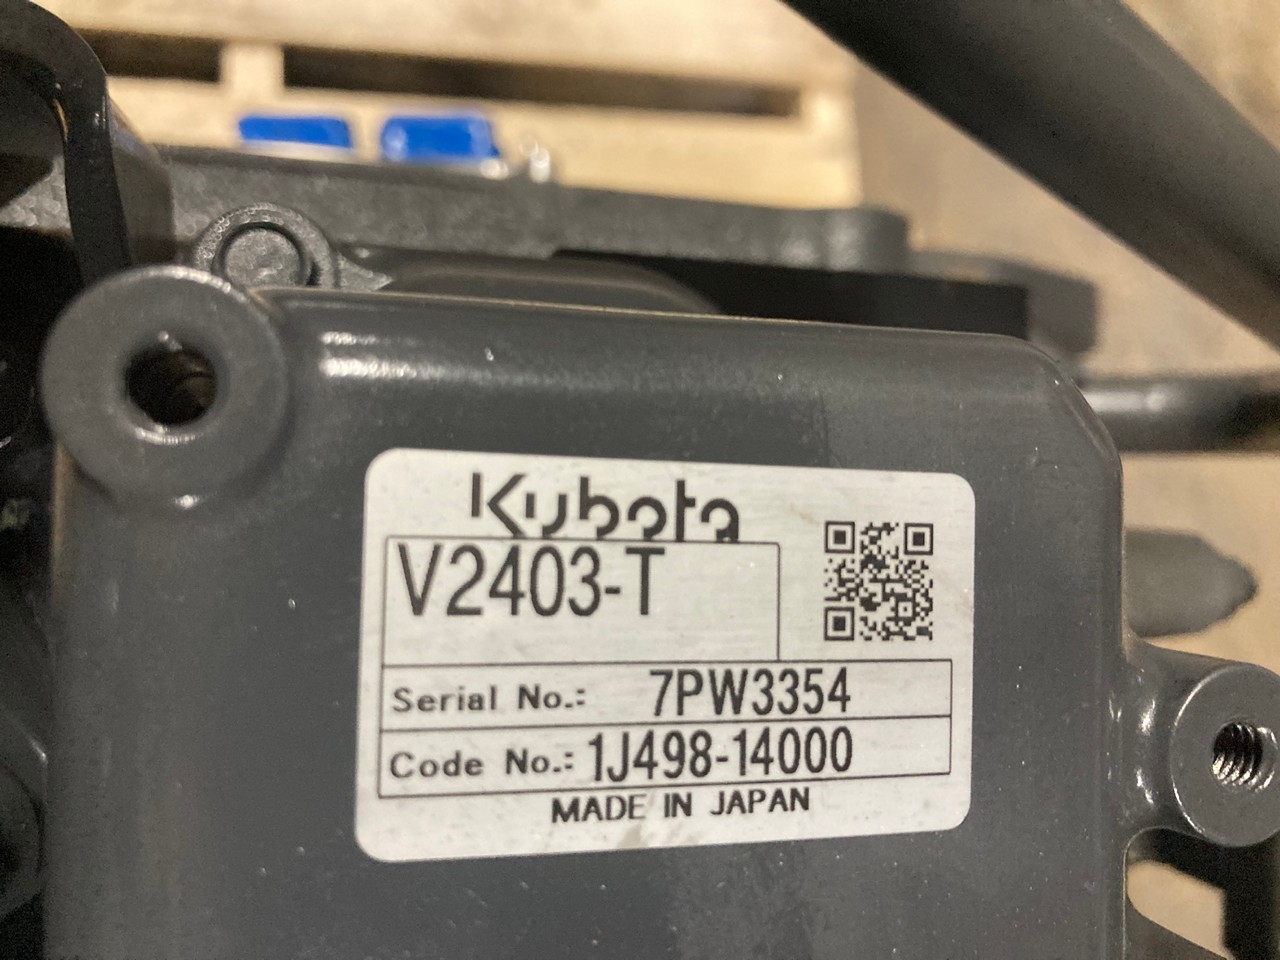 Kubota
V2403-T
Serial No.: 7PW3354
Code No.: 1J498-14000
MADE IN JAPAN